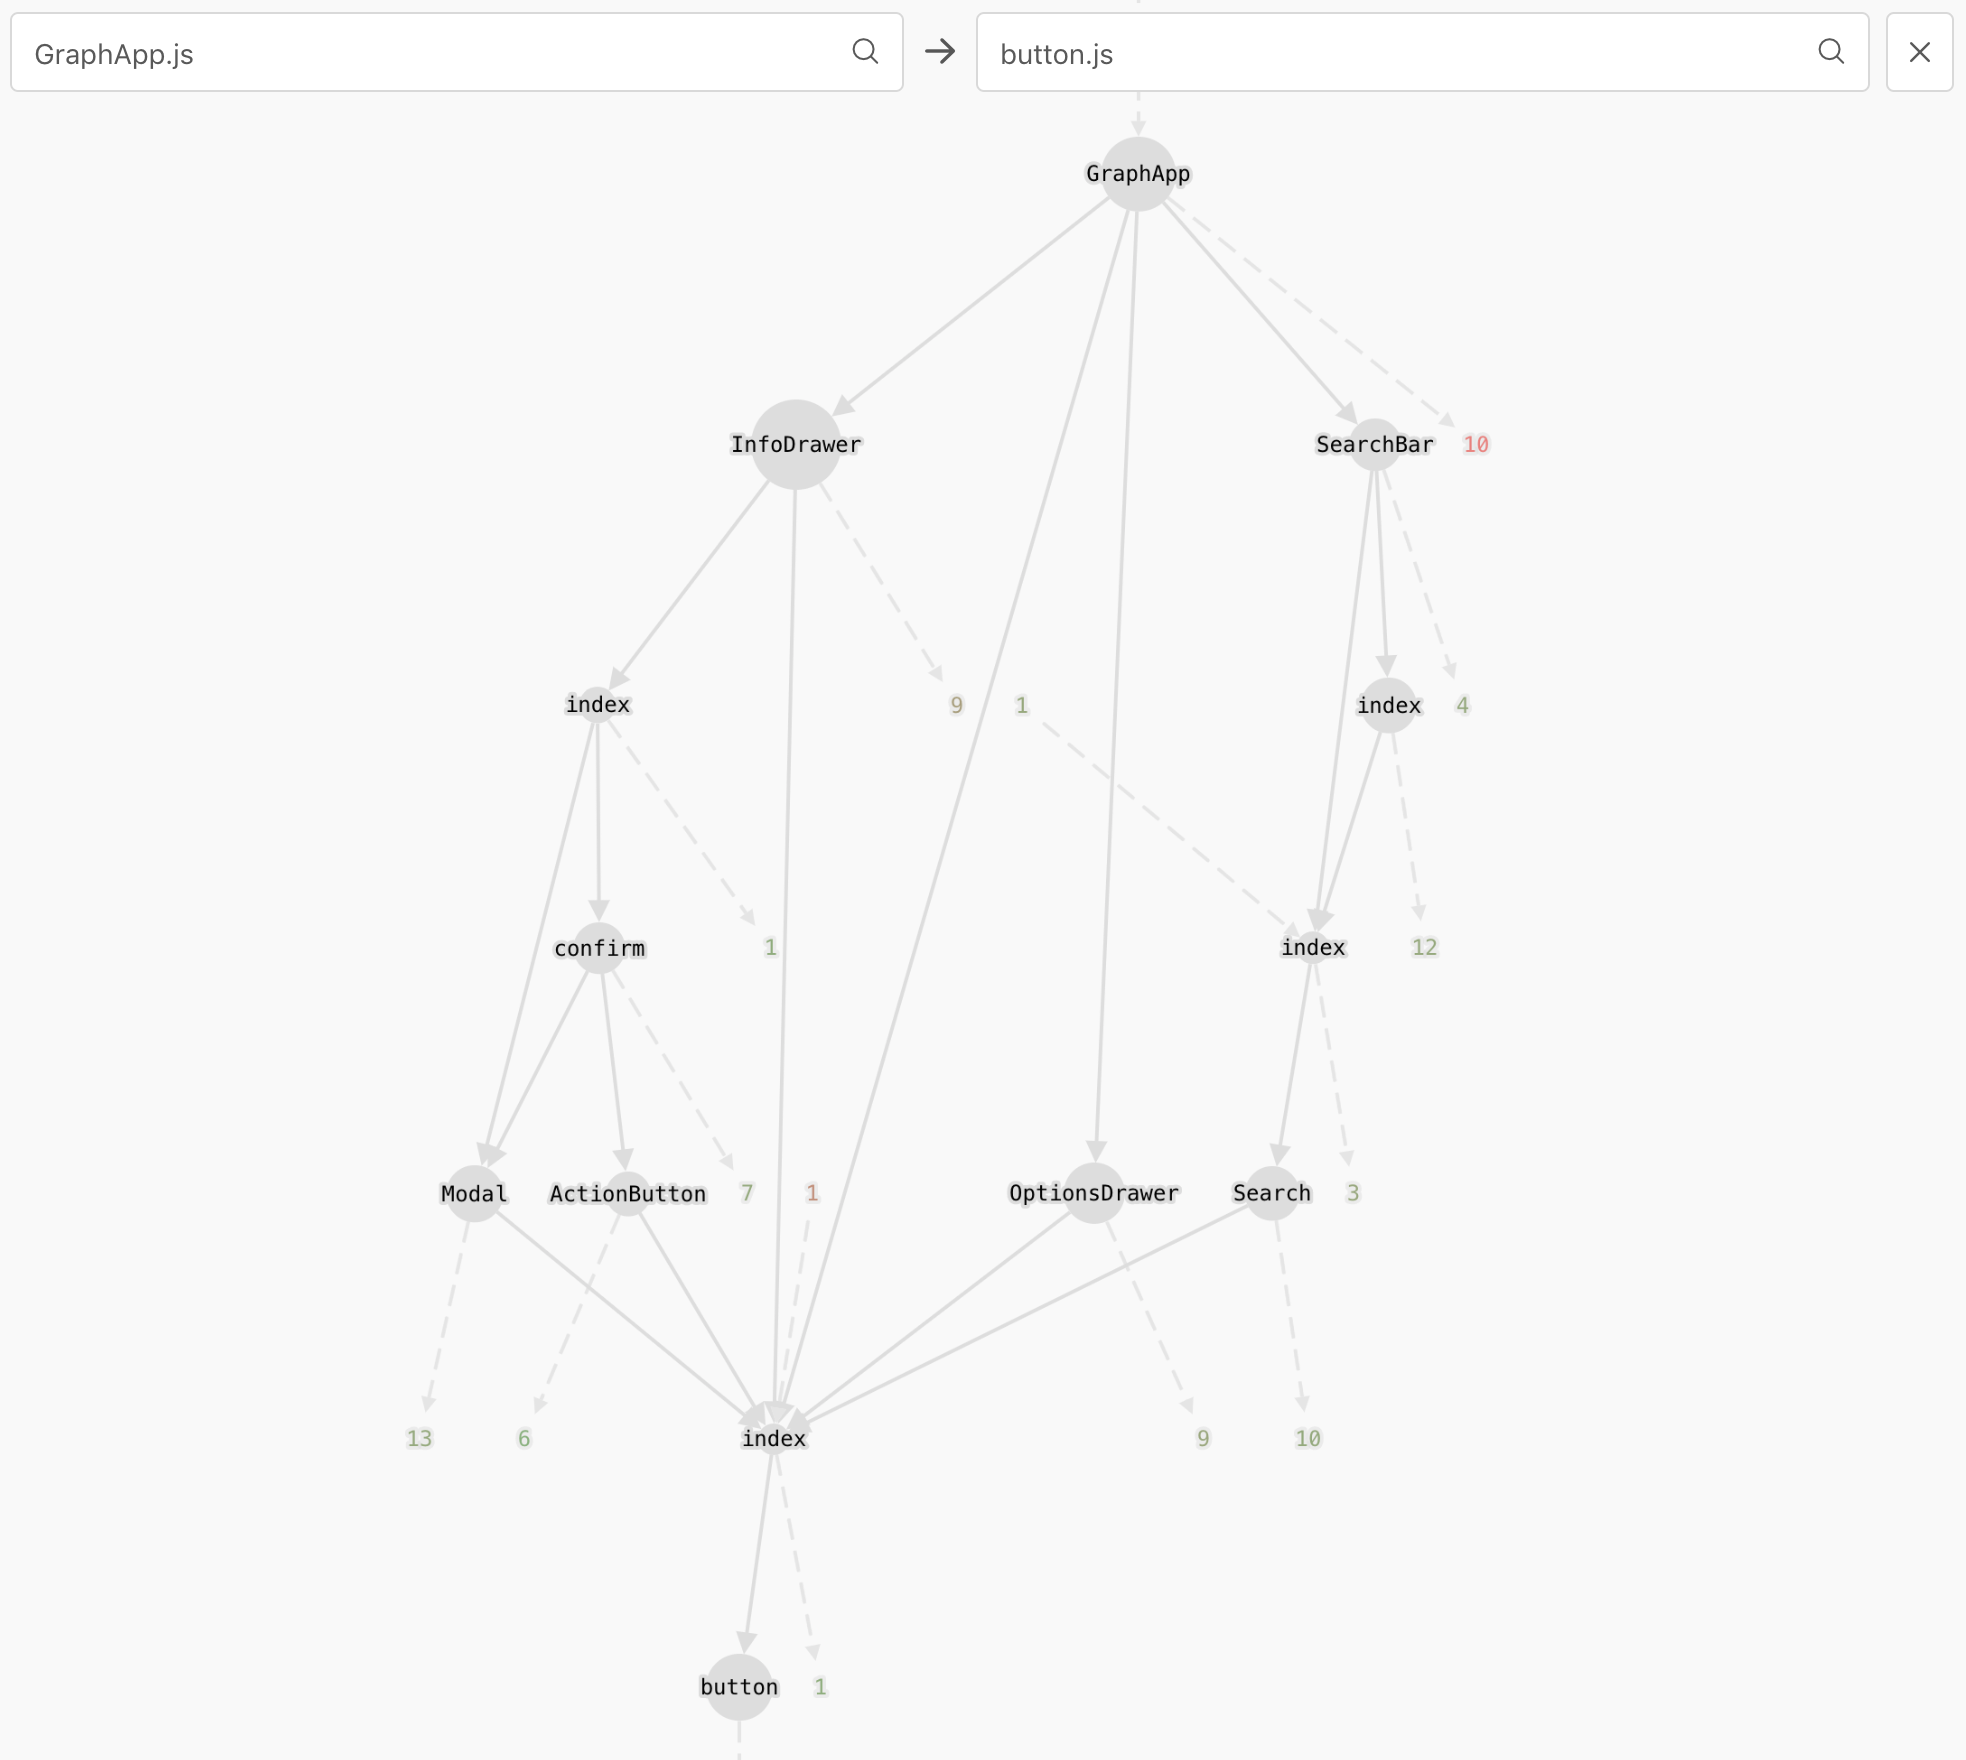 GraphApp.js
button.js
GraphApp
InfoDrawer
SearchBar
10
index
9
1
index
4
confirm
1
index
12
Modal
ActionButton
7
1
OptionsDrawer
Search
3
13
6
index
9
10
button
1